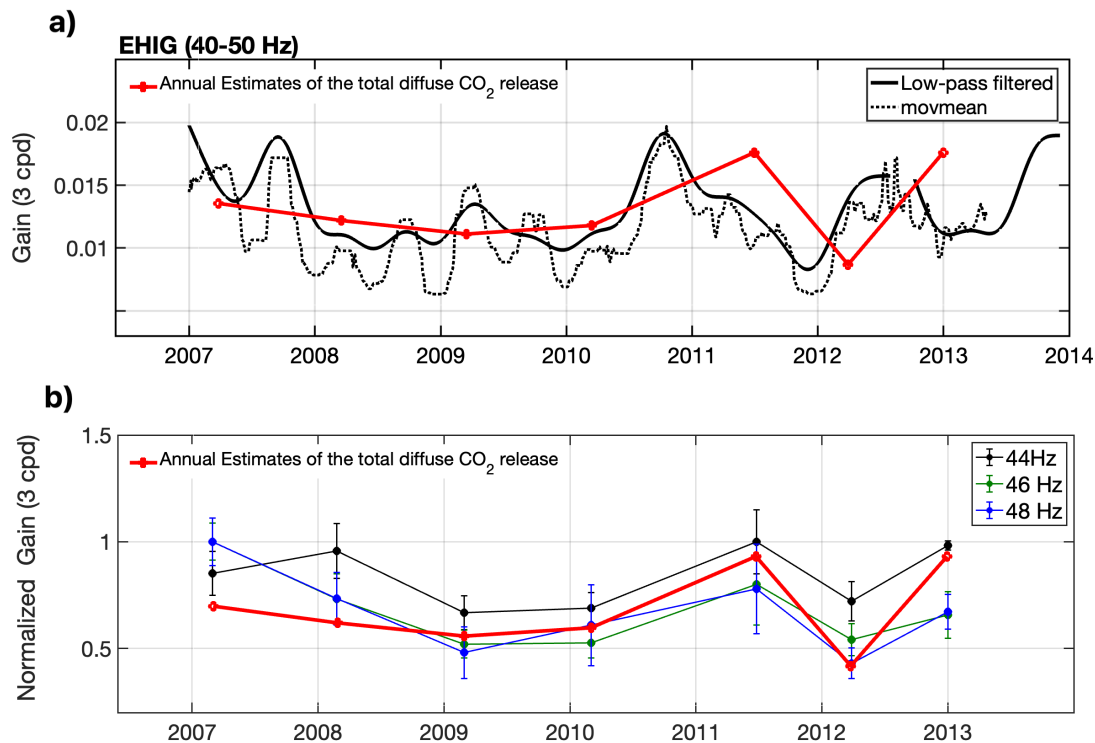 a)
EHIG (40-50 Hz)
Annual Estimates of the total diffuse CO2 release
Low-pass filtered
movmean
Gain (3 cpd)
0.02
0.015
0.01
2007 2008 2009 2010 2011 2012 2013 2014
b)
Annual Estimates of the total diffuse CO2 release
44Hz
46 Hz
48 Hz
Normalized Gain (3 cpd)
1.5
1
0.5
2007 2008 2009 2010 2011 2012 2013